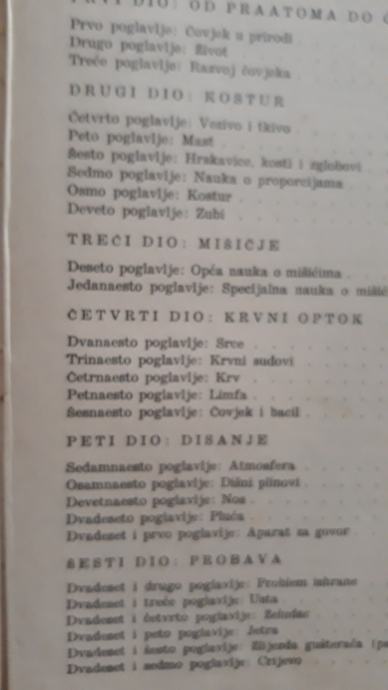 PRVI DIO: OD PRAATOMA DO
Prvo poglavlje: Čovjek u prirodi
Drugo poglavlje: Život
Treće poglavlje: Razvoj čovjeka
DRUGI DIO: KOSTUR
Četvrto poglavlje: Vezivo i tkivo
Peto poglavlje: Mast
Šesto poglavlje: Hrskavice, kosti i zglobovi
Sedmo poglavlje: Nauka o proporcijama
Osmo poglavlje: Kostur
Deveto poglavlje: Zubi
TREĆI DIO: MIŠIĆJE
Deseto poglavlje: Opća nauka o mišićima
Jedanaesto poglavlje: Specijalna nauka o mišić
ČETVRTI DIO: KRVNI OPTOK
Dvanaesto poglavlje: Srce
Trinaesto poglavlje: Krvni sudovi
Četrnaesto poglavlje: Krv
Petnaesto poglavlje: Limfa
Šesnaesto poglavlje: Čovjek i bacil
PETI DIO: DISANJE
Sedamnaesto poglavlje: Atmosfera
Osamnaesto poglavlje: Dišni plinovi
Devetnaesto poglavlje: Nos
Dvadeseto poglavlje: Pluća
Dvadeset i prvo poglavlje: Aparat za govor
ŠESTI DIO: PROBAVA
Dvadeset i drugo poglavlje: Problem ishrane
Dvadeset i treće poglavlje: Usta
Dvadeset i četvrto poglavlje: Želudac
Dvadeset i peto poglavlje: Jetra
Dvadeset i šesto poglavlje: Žlijezda gušterača
Dvadeset i sedmo poglavlje: Crijevo